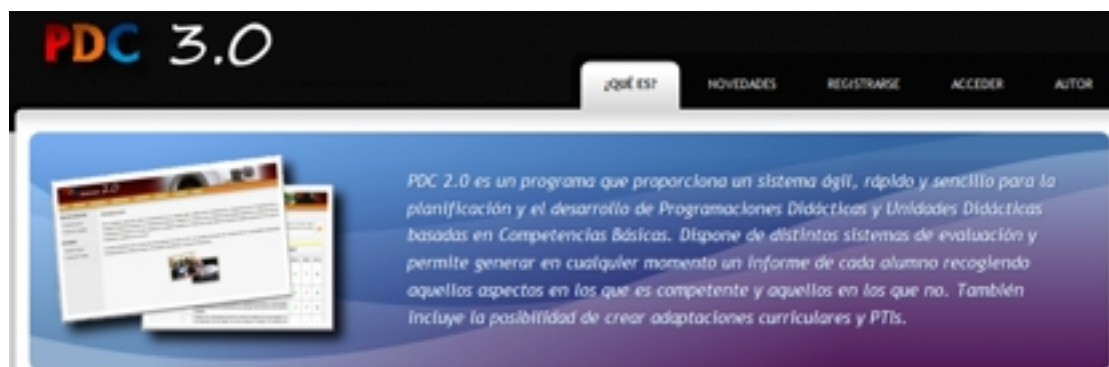 PDC 3.0
¿QUÉ ES? NOVEDADES REGISTRARSE ACCEDER AUTOR
PDC 2.0 es un programa que proporciona un sistema ágil, rápido y sencillo para la
planificación y el desarrollo de Programaciones Didácticas y Unidades Didácticas
basadas en Competencias Básicas. Dispone de distintos sistemas de evaluación y
permite generar en cualquier momento un informe de cada alumno recogiendo
aquellos aspectos en los que es competente y aquellos en los que no. También
incluye la posibilidad de crear adaptaciones curriculares y PTIs.